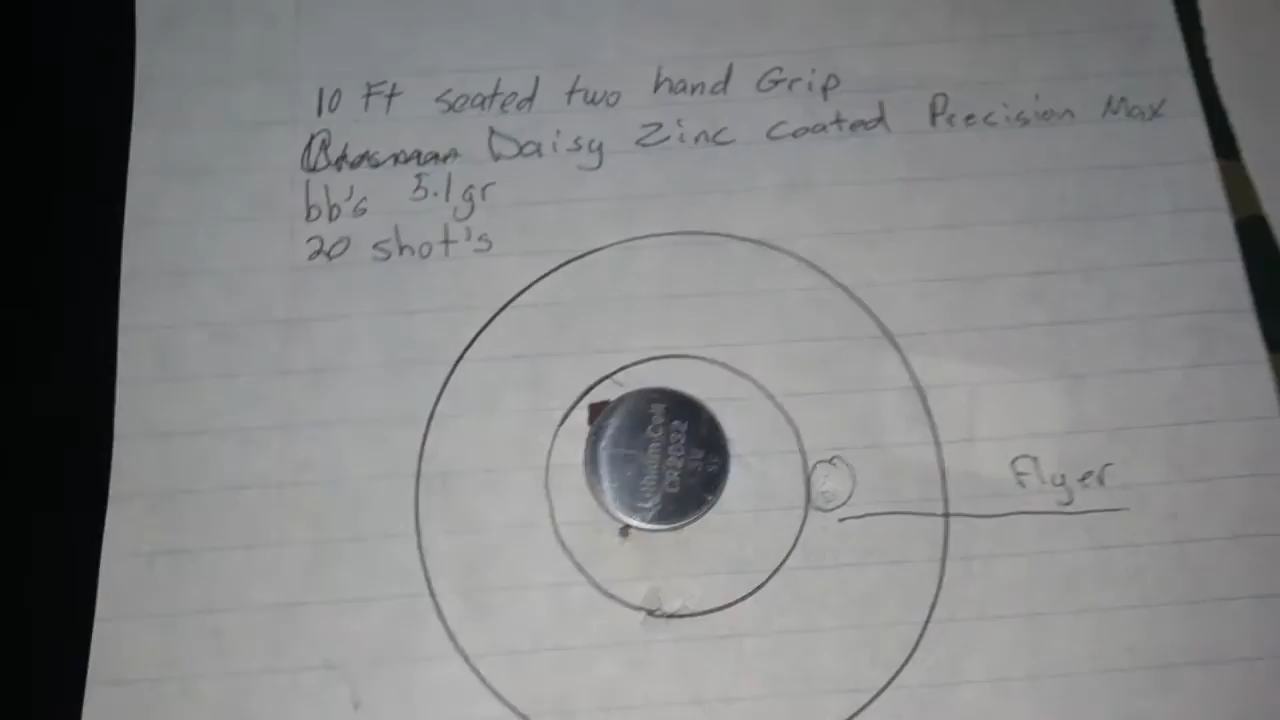 10 Ft seated two hand Grip
Daisy Zinc Coated Precision Max
bb's 5.1gr
20 shot's
Lithium Cell
CR2032
3V
Flyer